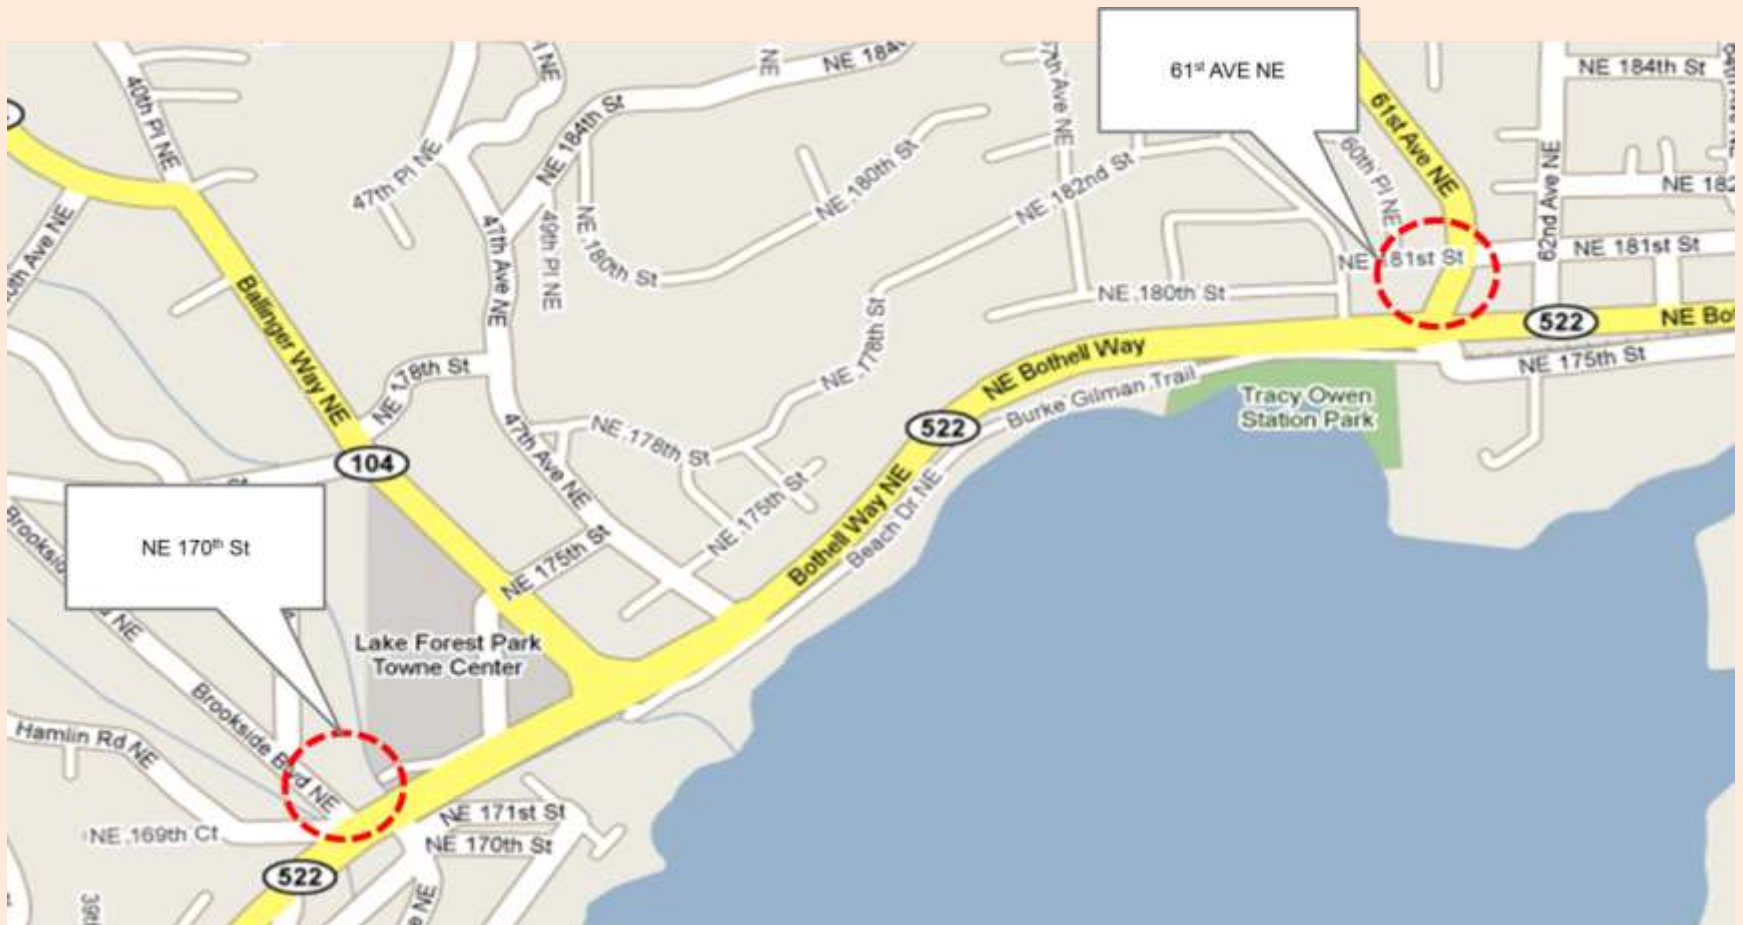 61st AVE NE
NE 184th St
NE
NE
NE 184th St
40th Pl NE
47th Pl NE
NE 184th St
49th Pl NE
NE 180th St
47th Ave NE
NE 180th St
NE 182nd St
60th Pl NE
61st Ave NE
62nd Ave NE
NE 181st St
NE 181st St
NE 180th St
522
NE 175th St
Ballinger Way NE
NE 178th St
NE 178th St
NE Bothell Way
Burke Gilman Trail
Tracy Owen
Station Park
522
47th Ave NE
NE 178th St
104
NE 175th St
Bothell Way NE
Beach Dr NE
NE 175th St
NE 170th St
Lake Forest Park
Towne Center
Brookside Blvd NE
Hamlin Rd NE
NE 169th Ct
NE 171st St
NE 170th St
522